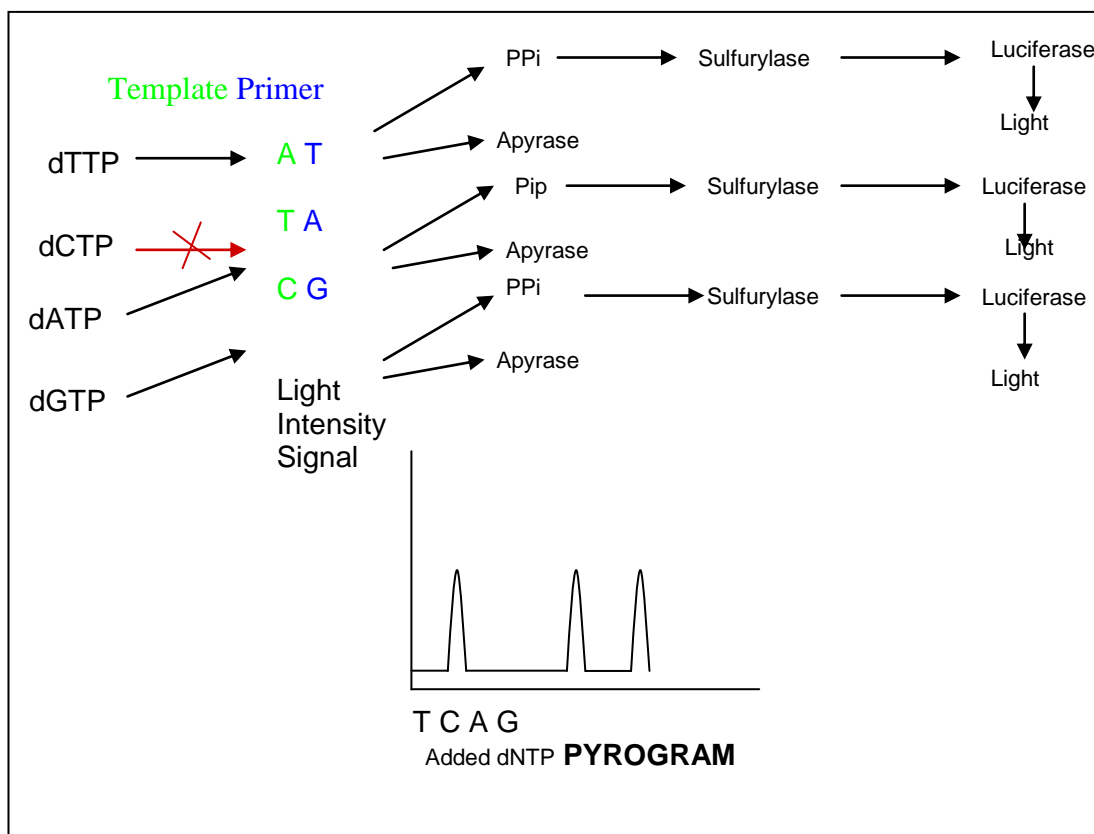 PPi Sulfurylase Luciferase
Template Primer
Light
dTTP A T Apyrase
Pip Sulfurylase Luciferase
T A
dCTP Apyrase Light
C G PPi Sulfurylase Luciferase
dATP
Apyrase
Light
dGTP
Light
Intensity
Signal
T C A G
Added dNTP PYROGRAM